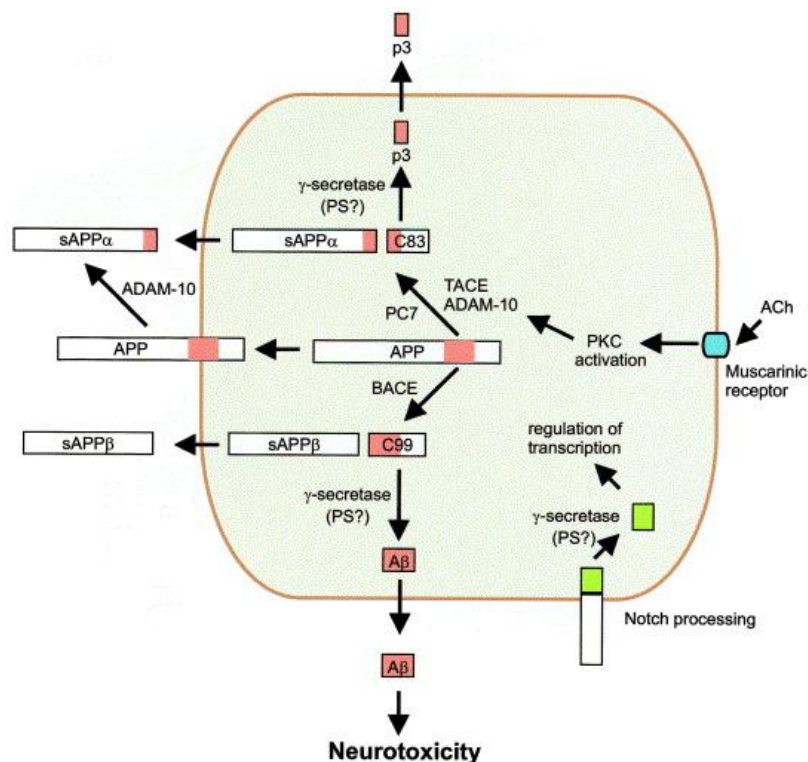 p3
p3
γ-secretase
(PS?)
sAPPα
sAPPα
C83
ADAM-10
TACE
ADAM-10
PC7
ACh
APP
APP
PKC
activation
Muscarinic
receptor
BACE
sAPPβ
sAPPβ
C99
regulation of
transcription
γ-secretase
(PS?)
γ-secretase
(PS?)
Aβ
Notch processing
Aβ
Neurotoxicity